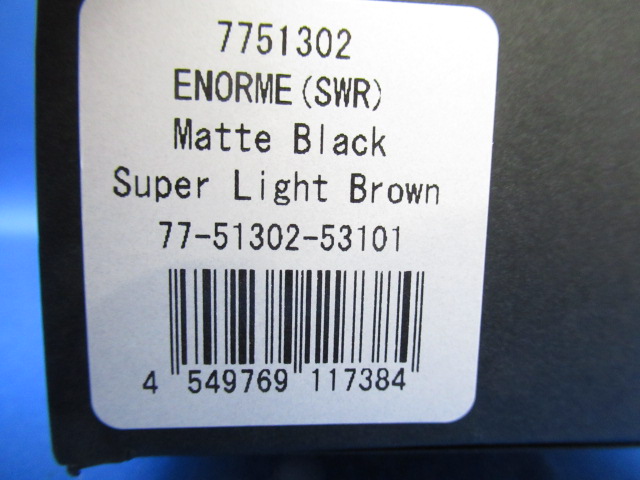 7751302
ENORME(SWR)
Matte Black
Super Light Brown
77-51302-53101
4 549769 117384